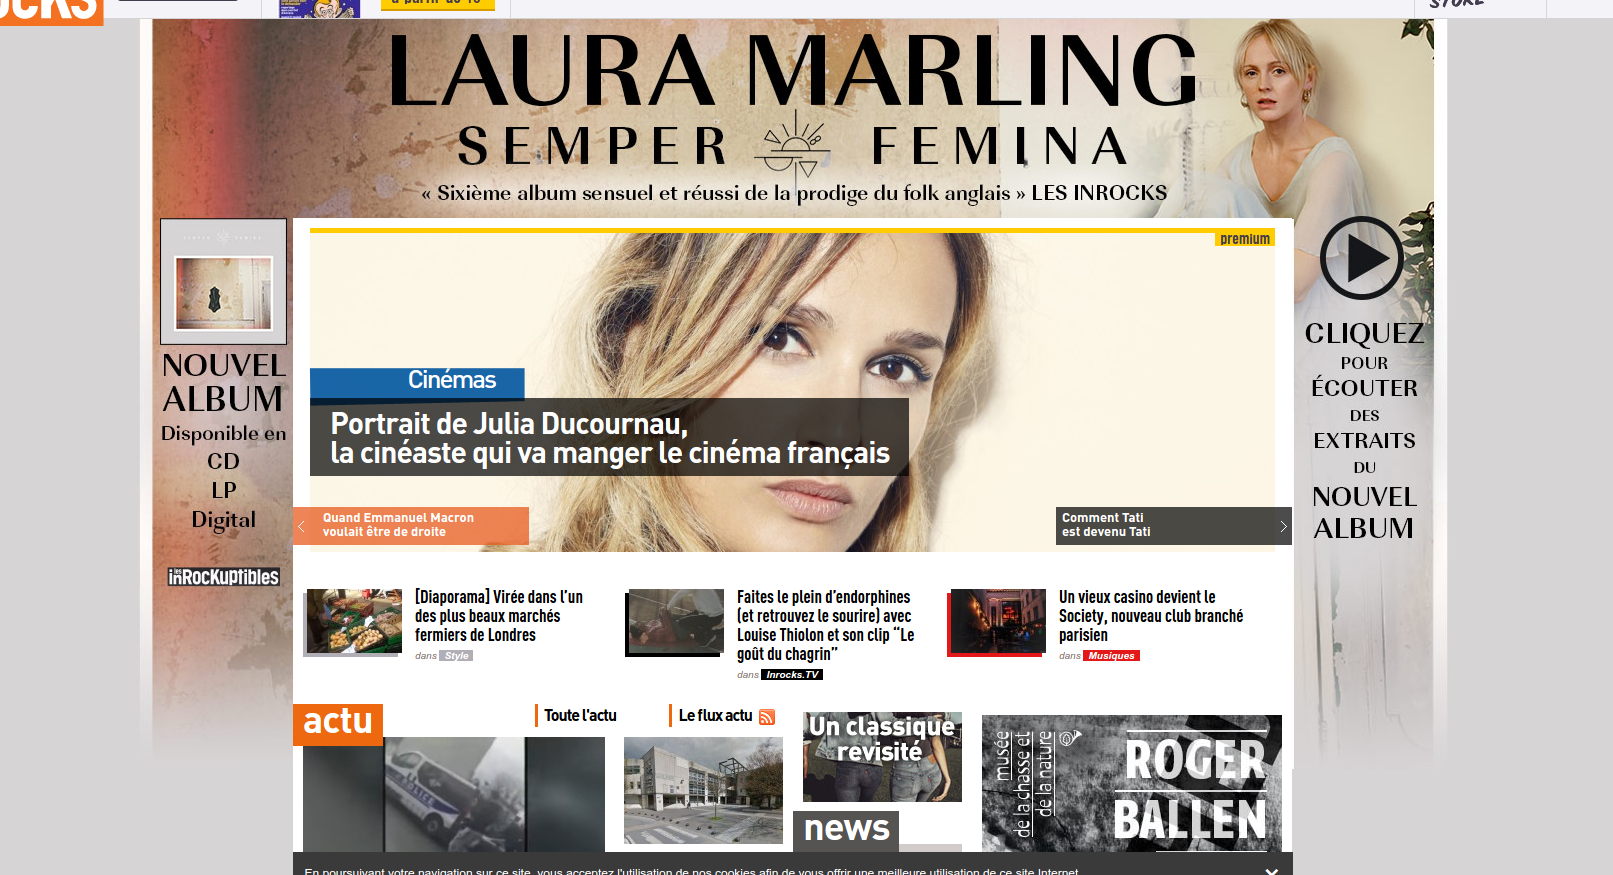 STORE
LAURA MARLING
SEMPER FEMINA
« Sixième album sensuel et réussi de la prodige du folk anglais » LES INROCKS
NOUVEL
ALBUM
Disponible en
CD
LP
Digital
les
inRocKuptibles
premium
Cinémas
Portrait de Julia Ducournau,
la cinéaste qui va manger le cinéma français
Quand Emmanuel Macron
voulait être de droite
Comment Tati
est devenu Tati
CLIQUEZ
POUR
ÉCOUTER
DES
EXTRAITS
DU
NOUVEL
ALBUM
[Diaporama] Virée dans l'un
des plus beaux marchés
fermiers de Londres
dans Style
Faites le plein d'endorphines
(et retrouvez le sourire) avec
Louise Thiolon et son clip “Le
goût du chagrin”
dans Inrocks.TV
Un vieux casino devient le
Society, nouveau club branché
parisien
dans Musiques
actu
Toute l'actu
Le flux actu
POLICE
Un classique
revisité
news
musée
de la chasse et
de la nature
ROGER
BALLEN
En poursuivant votre navigation sur ce site, vous acceptez l'utilisation de nos cookies afin de vous offrir une meilleure utilisation de ce site Internet.